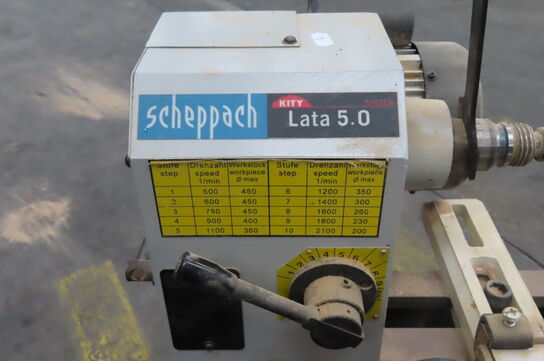 scheppach
KITY
SYSTEM
Lata 5.0
Stufe Drehzahl Werkstück Stufe Drehzahl Werkstück
step speed workpiece step speed workpiece
1/min Ø max 1/min Ø max
1 500 450 6 1200 350
2 600 450 7 1400 300
3 750 450 8 1600 260
4 900 400 9 1800 230
5 1100 360 10 2100 200
1 2 3 4 5 6 7 8 9 10